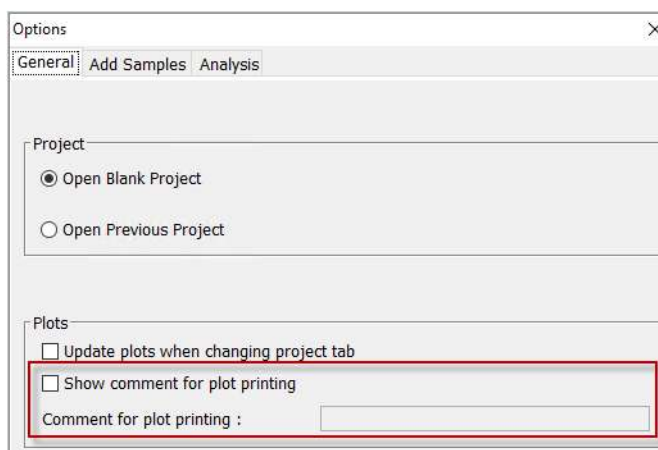 Options
General Add Samples Analysis
Project
Open Blank Project
Open Previous Project
Plots
Update plots when changing project tab
Show comment for plot printing
Comment for plot printing :